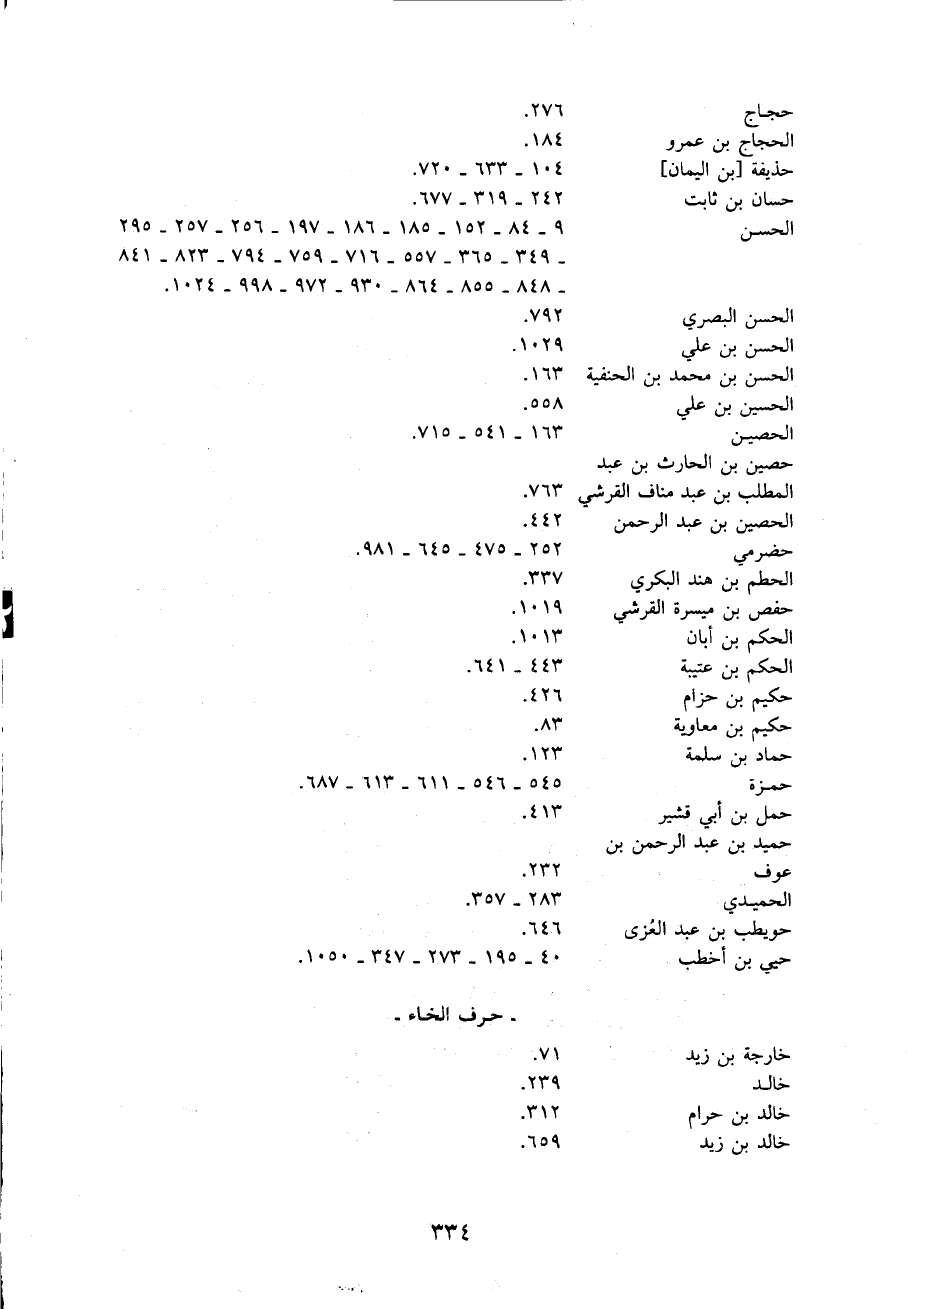 حجاج ٢٧٦.
الحجاج بن عمرو ١٨٤.
حذيفة [بن اليمان] ١٠٤ ـ ٦٣٣ ـ ٧٢٠.
حسان بن ثابت ٢٤٢ ـ ٣١٩ ـ ٦٧٧.
الحسن ٩ ـ ٨٤ ـ ١٥٢ ـ ١٨٥ ـ ١٨٦ ـ ١٩٧ ـ ٢٥٦ ـ ٢٥٧ ـ ٢٩٥
ـ ٣٤٩ ـ ٣٦٥ ـ ٥٥٧ ـ ٧١٦ ـ ٧٥٩ ـ ٧٩٤ ـ ٨٢٣ ـ ٨٤١
ـ ٨٤٨ ـ ٨٥٥ ـ ٨٦٤ ـ ٩٣٠ ـ ٩٧٢ ـ ٩٩٨ ـ ١٠٢٤.
الحسن البصري ٧٩٢.
الحسن بن علي ١٠٢٩.
الحسن بن محمد بن الحنفية ١٦٣.
الحسين بن علي ٥٥٨.
الحصيـن ١٦٣ ـ ٥٤١ ـ ٧١٥.
حصين بن الحارث بن عبد
المطلب بن عبد مناف القرشي ٧٦٣.
الحصين بن عبد الرحمن ٤٤٢.
حضرمي ٢٥٢ ـ ٤٧٥ ـ ٦٤٥ ـ ٩٨١.
الحطم بن هند البكري ٣٣٧.
حفص بن ميسرة القرشي ١٠١٩.
الحكم بن أبان ١٠١٣.
الحكم بن عتيبة ٤٤٣ ـ ٦٤١.
حكيم بن حزام ٤٢٦.
حكيم بن معاوية ٨٣.
حماد بن سلمة ١٢٣.
حمـزة ٥٤٥ ـ ٥٤٦ ـ ٦١١ ـ ٦١٣ ـ ٦٨٧.
حمل بن أبي قشير ٤١٣.
حميد بن عبد الرحمن بن
عوف ٢٣٢.
الحميـدي ٢٨٣ ـ ٣٥٧.
حويطب بن عبد العُزى ٦٤٦.
حيي بن أخطب ٤٠ ـ ١٩٥ ـ ٢٧٣ ـ ٣٤٧ ـ ١٠٥٠.
ـ حـرف الخـاء ـ
خارجة بن زيد ٧١.
خالـد ٢٣٩.
خالد بن حرام ٣١٢.
خالد بن زيد ٦٥٩.
٣٣٤